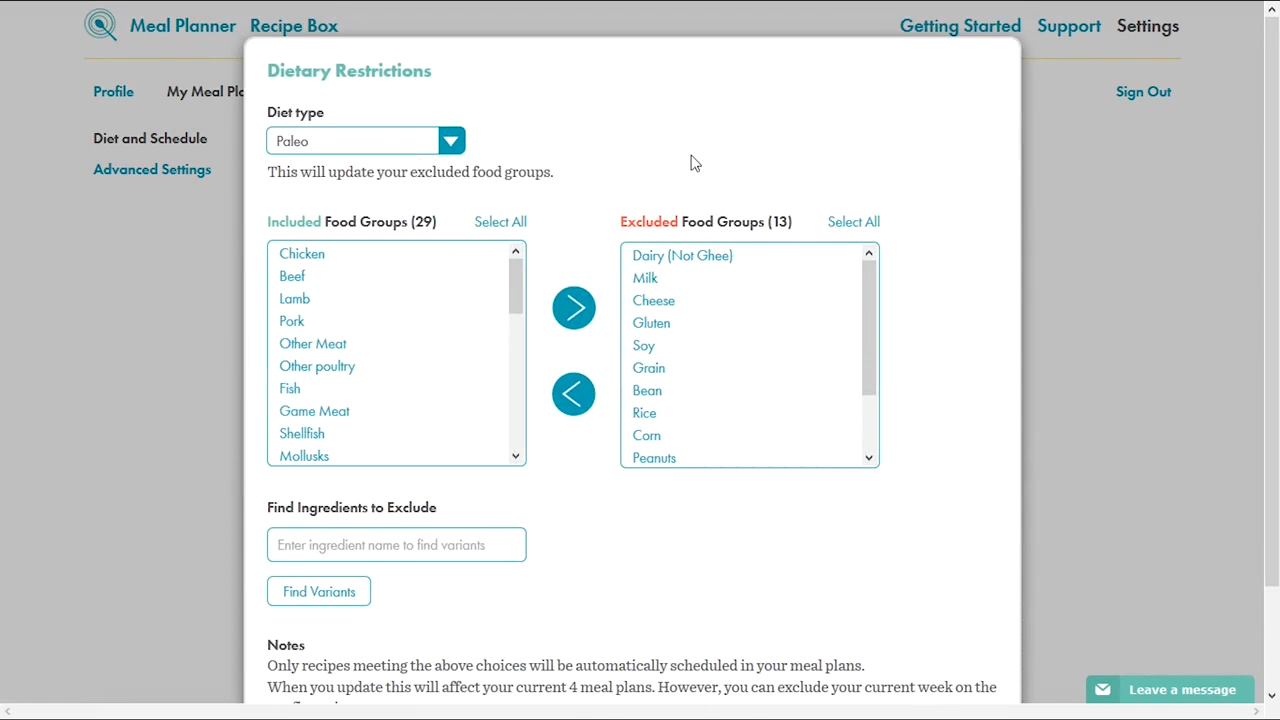 Meal Planner Recipe Box Getting Started Support Settings
Dietary Restrictions
Profile My Meal Sign Out
Diet type
Diet and Schedule
Paleo
Advanced Settings
This will update your excluded food groups.
Included Food Groups (29) Select All
Excluded Food Groups (13) Select All
Chicken
Beef
Lamb
Pork
Other Meat
Other poultry
Fish
Game Meat
Shellfish
Mollusks
Dairy (Not Ghee)
Milk
Cheese
Gluten
Soy
Grain
Bean
Rice
Corn
Peanuts
Find Ingredients to Exclude
Enter ingredient name to find variants
Find Variants
Notes
Only recipes meeting the above choices will be automatically scheduled in your meal plans.
When you update this will affect your current 4 meal plans. However, you can exclude your current week on the
Leave a message